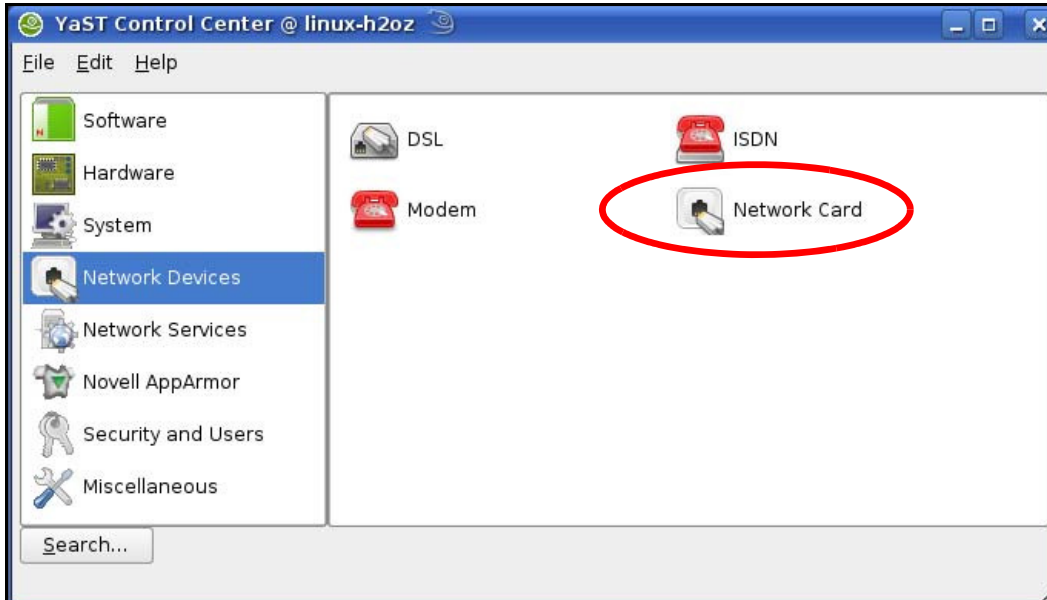 YaST Control Center @ linux-h2oz
File Edit Help
Software
Hardware
System
Network Devices
Network Services
Novell AppArmor
Security and Users
Miscellaneous
DSL
ISDN
Modem
Network Card
Search...